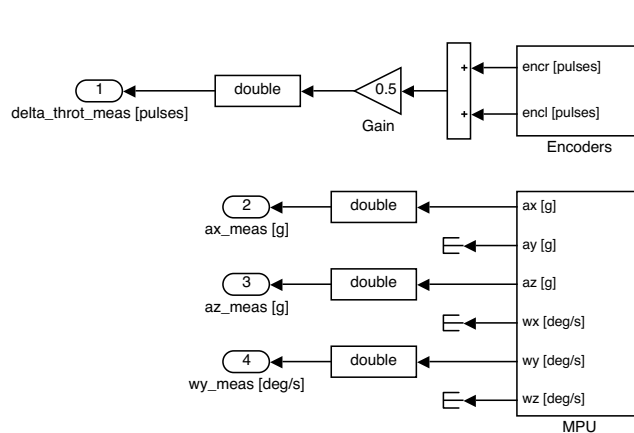 encr [pulses]
+
1
double
0.5
delta_throt_meas [pulses]
encl [pulses]
+
Gain
Encoders
2
double
ax [g]
ax_meas [g]
ay [g]
3
double
az [g]
az_meas [g]
wx [deg/s]
4
double
wy [deg/s]
wy_meas [deg/s]
wz [deg/s]
MPU